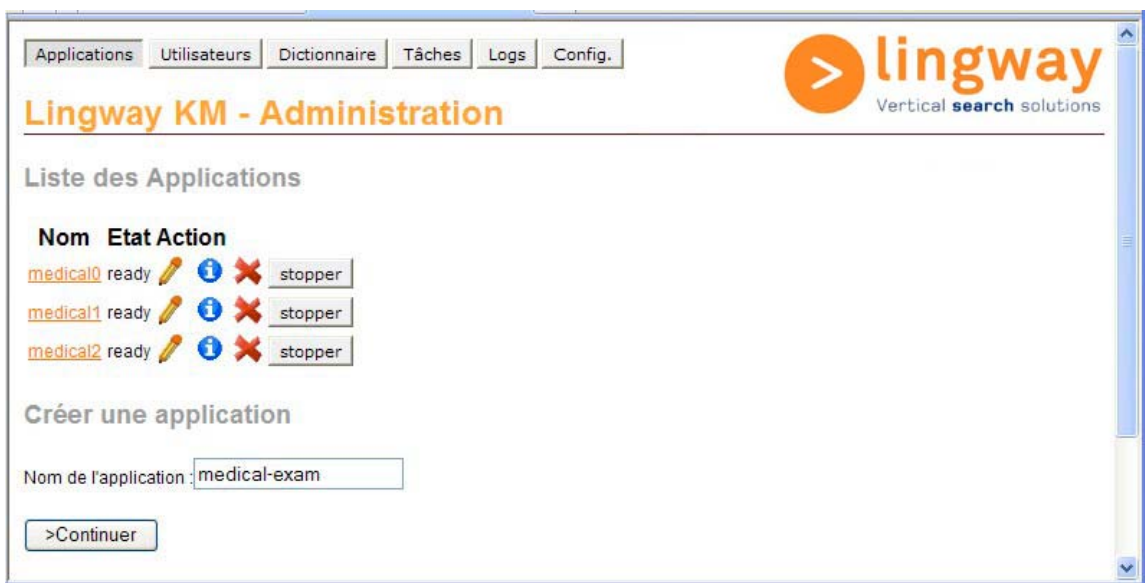 Applications Utilisateurs Dictionnaire Tâches Logs Config.
lingway
Vertical search solutions
Lingway KM - Administration
Liste des Applications
Nom Etat Action
medical0 ready stopper
medical1 ready stopper
medical2 ready stopper
Créer une application
Nom de l'application : medical-exam
>Continuer